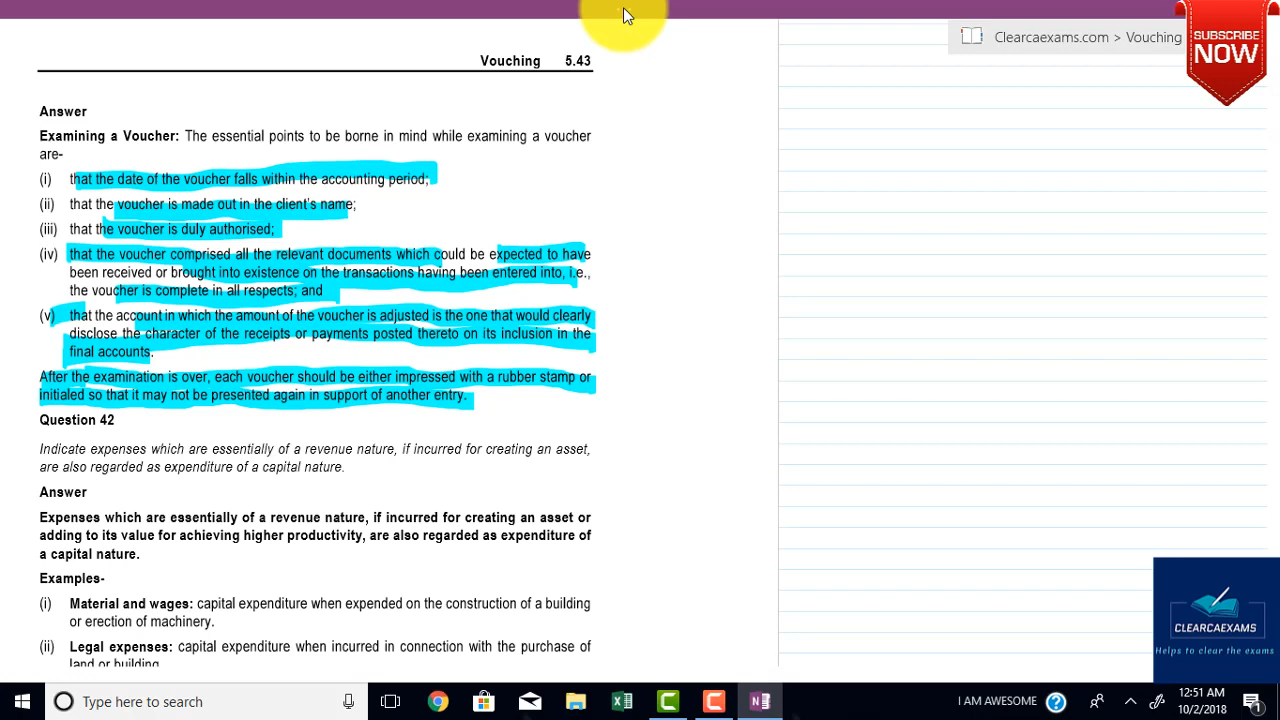 Clearcaexams.com > Vouching
SUBSCRIBE
NOW
Vouching 5.43
Answer
Examining a Voucher: The essential points to be borne in mind while examining a voucher
are-
(i) that the date of the voucher falls within the accounting period;
(ii) that the voucher is made out in the client's name;
(iii) that the voucher is duly authorised;
(iv) that the voucher comprised all the relevant documents which could be expected to have
been received or brought into existence on the transactions having been entered into, i.e.,
the voucher is complete in all respects; and
(v) that the account in which the amount of the voucher is adjusted is the one that would clearly
disclose the character of the receipts or payments posted thereto on its inclusion in the
final accounts.
After the examination is over, each voucher should be either impressed with a rubber stamp or
initialed so that it may not be presented again in support of another entry.
Question 42
Indicate expenses which are essentially of a revenue nature, if incurred for creating an asset,
are also regarded as expenditure of a capital nature.
Answer
Expenses which are essentially of a revenue nature, if incurred for creating an asset or
adding to its value for achieving higher productivity, are also regarded as expenditure of
a capital nature.
Examples-
(i) Material and wages: capital expenditure when expended on the construction of a building
or erection of machinery.
(ii) Legal expenses: capital expenditure when incurred in connection with the purchase of
land or building
CLEARCAEXAMS
Helps to clear the exams
Type here to search
I AM AWESOME
12:51 AM
10/2/2018
1